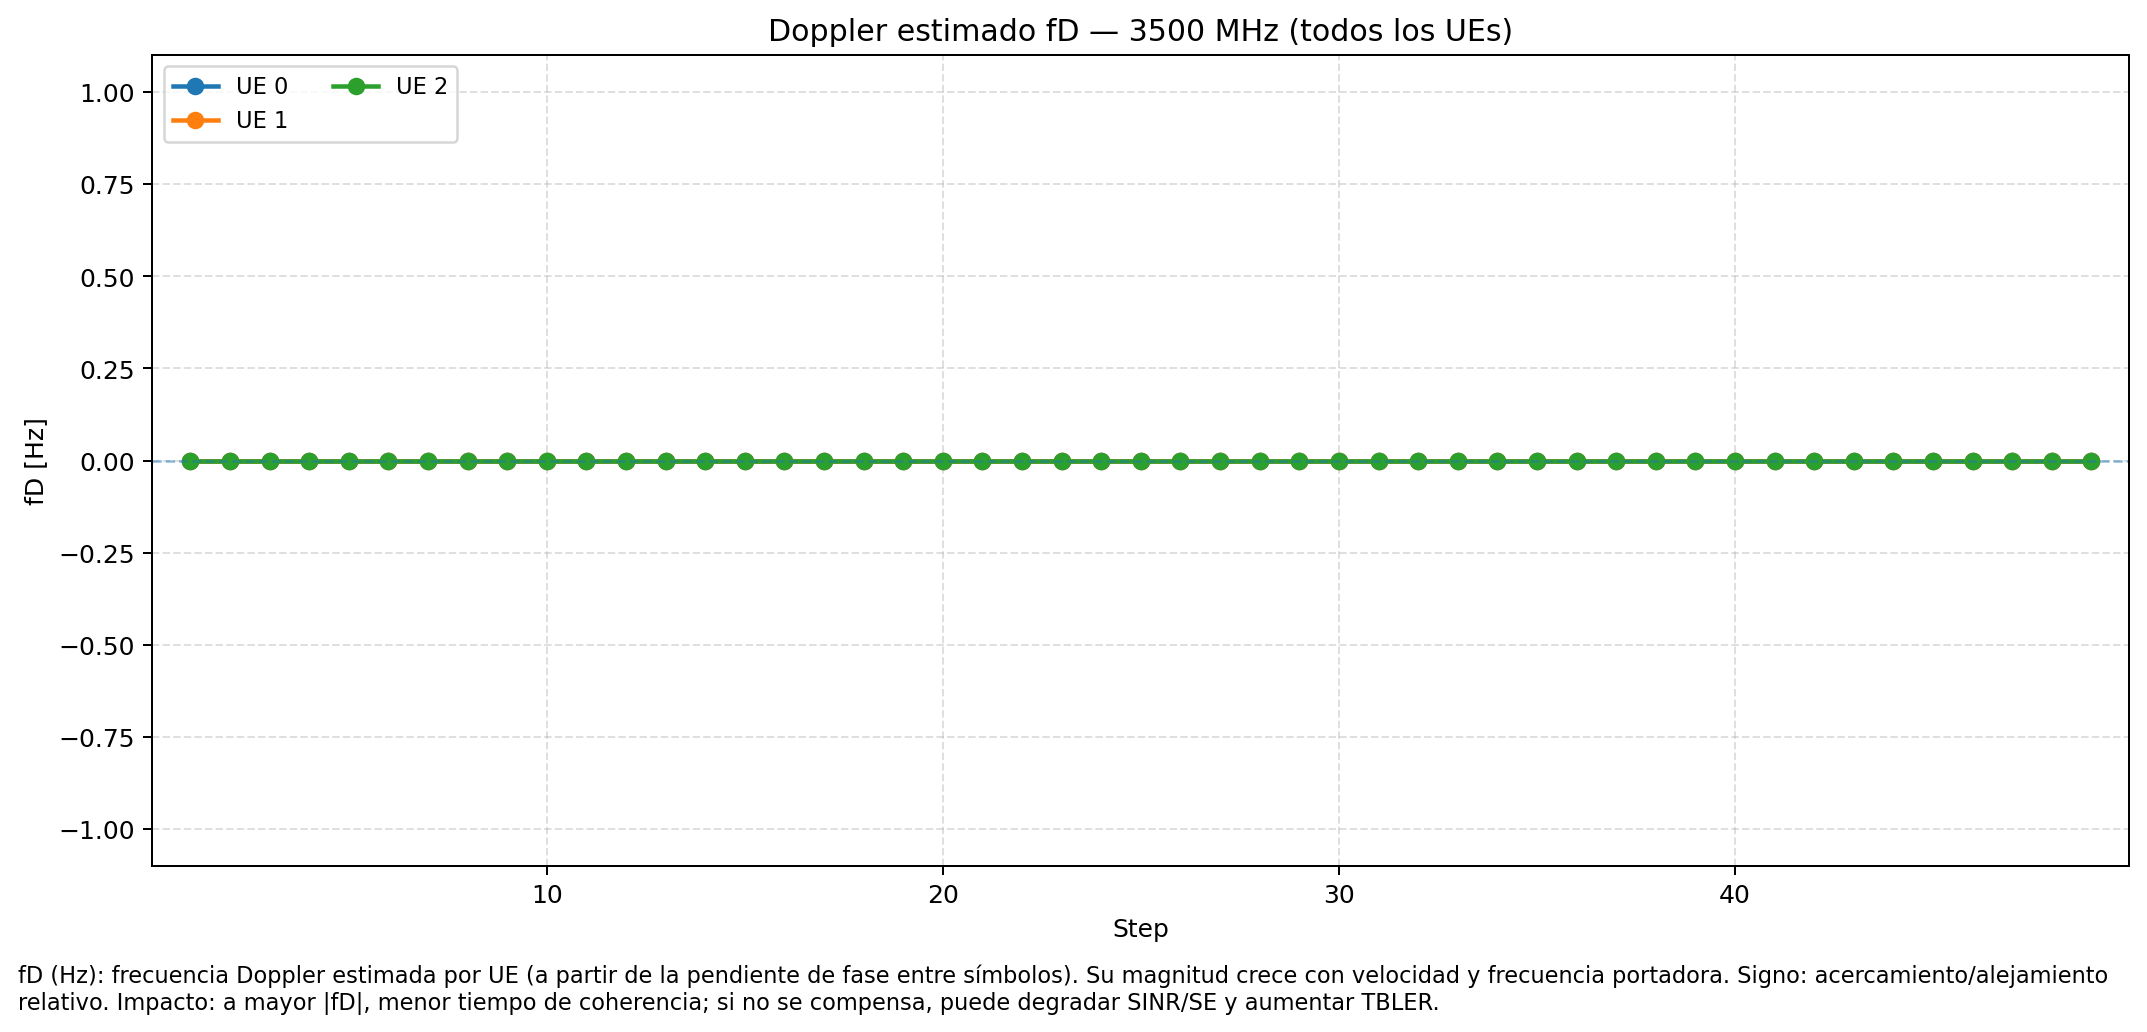 Doppler estimado fD — 3500 MHz (todos los UEs)
UE 0
UE 1
UE 2
1.00
0.75
0.50
0.25
0.00
−0.25
−0.50
−0.75
−1.00
fD [Hz]
10
20
30
40
Step
fD (Hz): frecuencia Doppler estimada por UE (a partir de la pendiente de fase entre símbolos). Su magnitud crece con velocidad y frecuencia portadora. Signo: acercamiento/alejamiento
relativo. Impacto: a mayor |fD|, menor tiempo de coherencia; si no se compensa, puede degradar SINR/SE y aumentar TBLER.